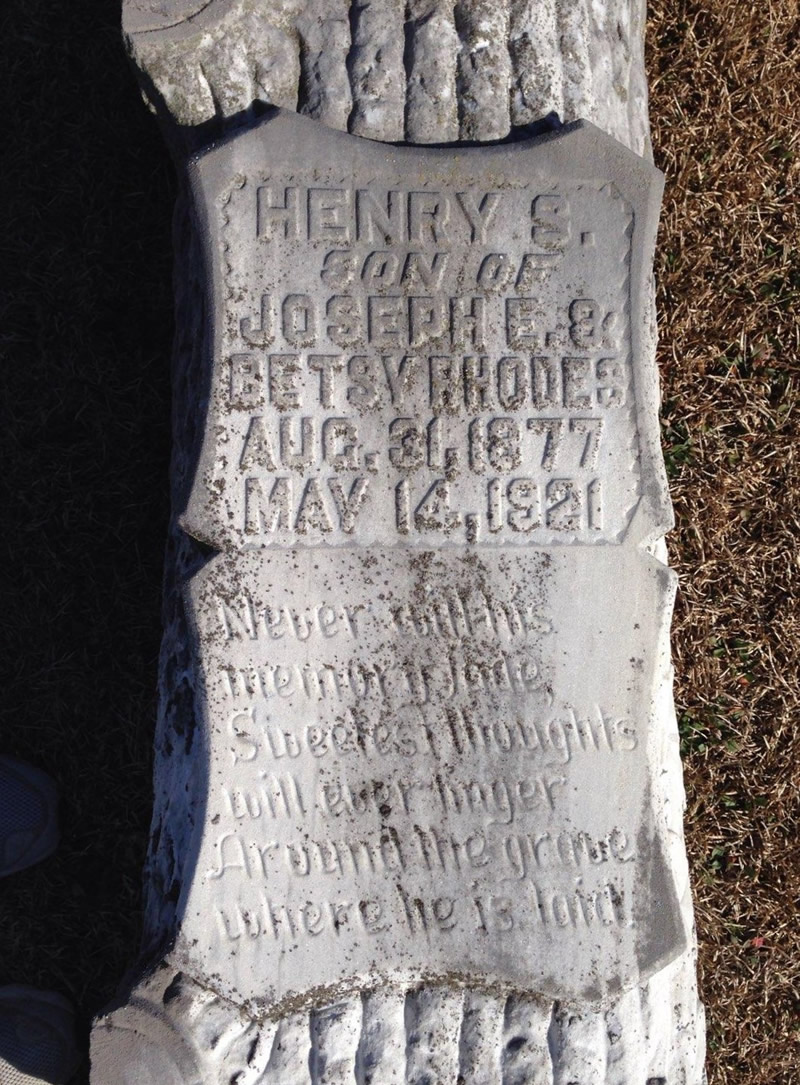 HENRY S.
SON OF
JOSEPH E. &
BETSY RHODES
AUG. 31, 1877
MAY 14, 1921
Never will his
memory fade,
Sweetest thoughts
will ever linger
Around the grave
where he is laid.